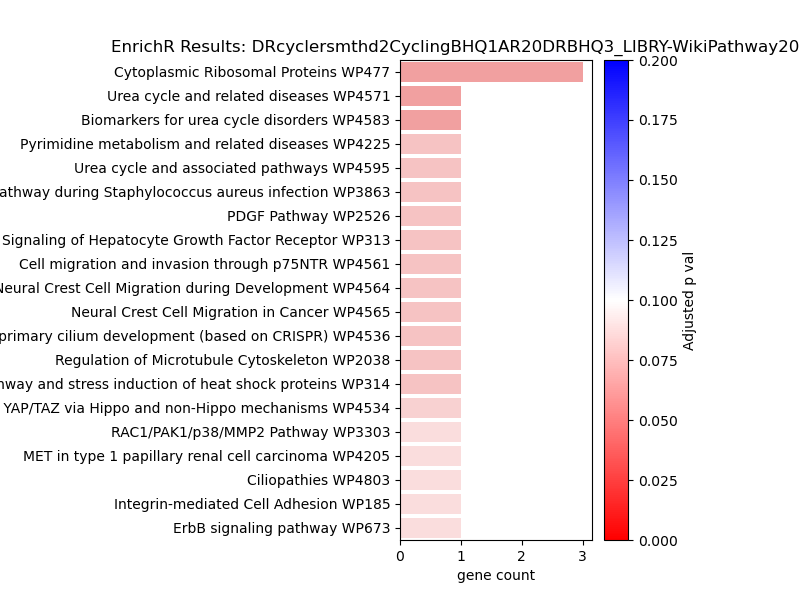 EnrichR Results: DRcyclersmthd2CyclingBHQ1AR20DRBHQ3_LIBRY-WikiPathway20
Cytoplasmic Ribosomal Proteins WP477
Urea cycle and related diseases WP4571
Biomarkers for urea cycle disorders WP4583
Pyrimidine metabolism and related diseases WP4225
Urea cycle and associated pathways WP4595
athway during Staphylococcus aureus infection WP3863
PDGF Pathway WP2526
Signaling of Hepatocyte Growth Factor Receptor WP313
Cell migration and invasion through p75NTR WP4561
Neural Crest Cell Migration during Development WP4564
Neural Crest Cell Migration in Cancer WP4565
primary cilium development (based on CRISPR) WP4536
Regulation of Microtubule Cytoskeleton WP2038
hway and stress induction of heat shock proteins WP314
YAP/TAZ via Hippo and non-Hippo mechanisms WP4534
RAC1/PAK1/p38/MMP2 Pathway WP3303
MET in type 1 papillary renal cell carcinoma WP4205
Ciliopathies WP4803
Integrin-mediated Cell Adhesion WP185
ErbB signaling pathway WP673
0 1 2 3
gene count
0.200
0.175
0.150
0.125
0.100
0.075
0.050
0.025
0.000
Adjusted p val